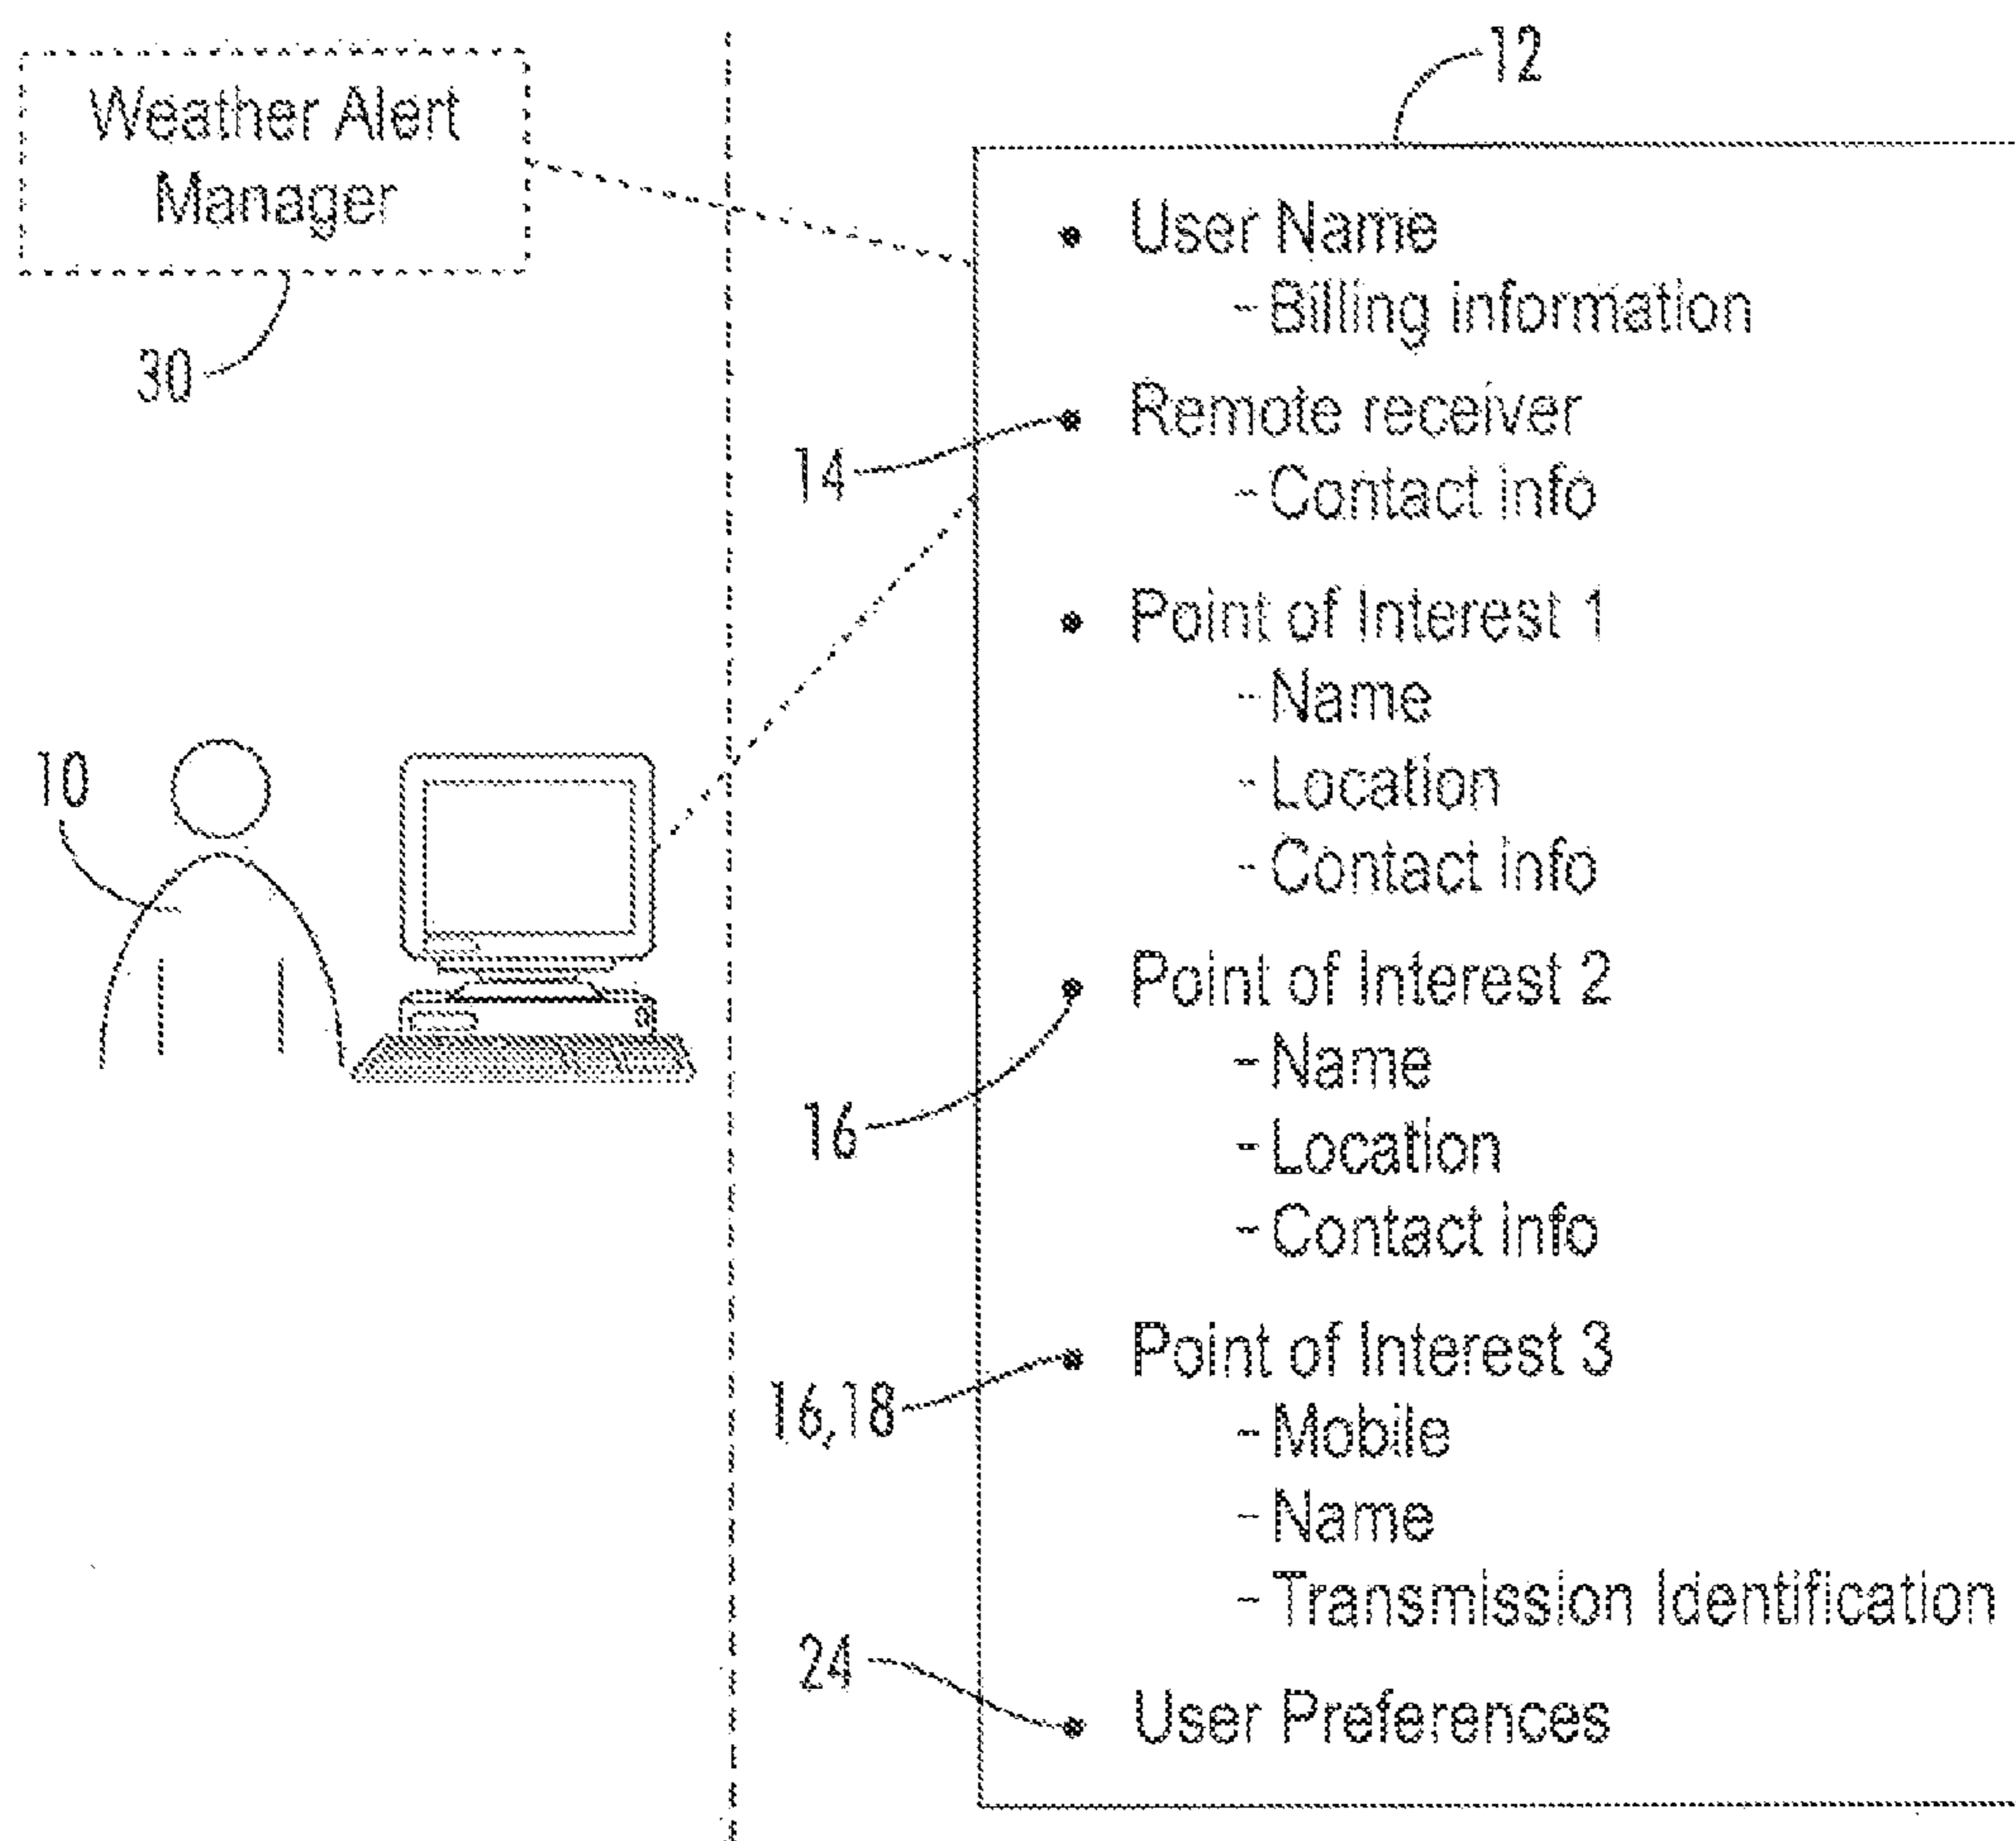 Weather Alert
Manager
30
10
12
• User Name
- Billing information
14
• Remote receiver
- Contact info
• Point of Interest 1
- Name
- Location
- Contact info
16
• Point of Interest 2
- Name
- Location
- Contact info
16,18
• Point of Interest 3
- Mobile
- Name
- Transmission Identification
24
• User Preferences